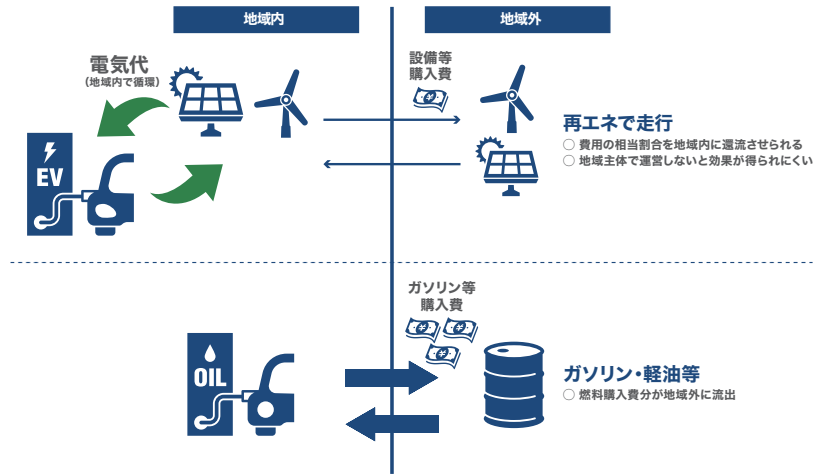 地域内
地域外
電気代
(地域内で循環)
設備等
購入費
¥
EV
再エネで走行
○ 費用の相当割合を地域内に還流させられる
○ 地域主体で運営しないと効果が得られにくい
ガソリン等
購入費
¥ ¥
¥
OIL
ガソリン・軽油等
○ 燃料購入費分が地域外に流出